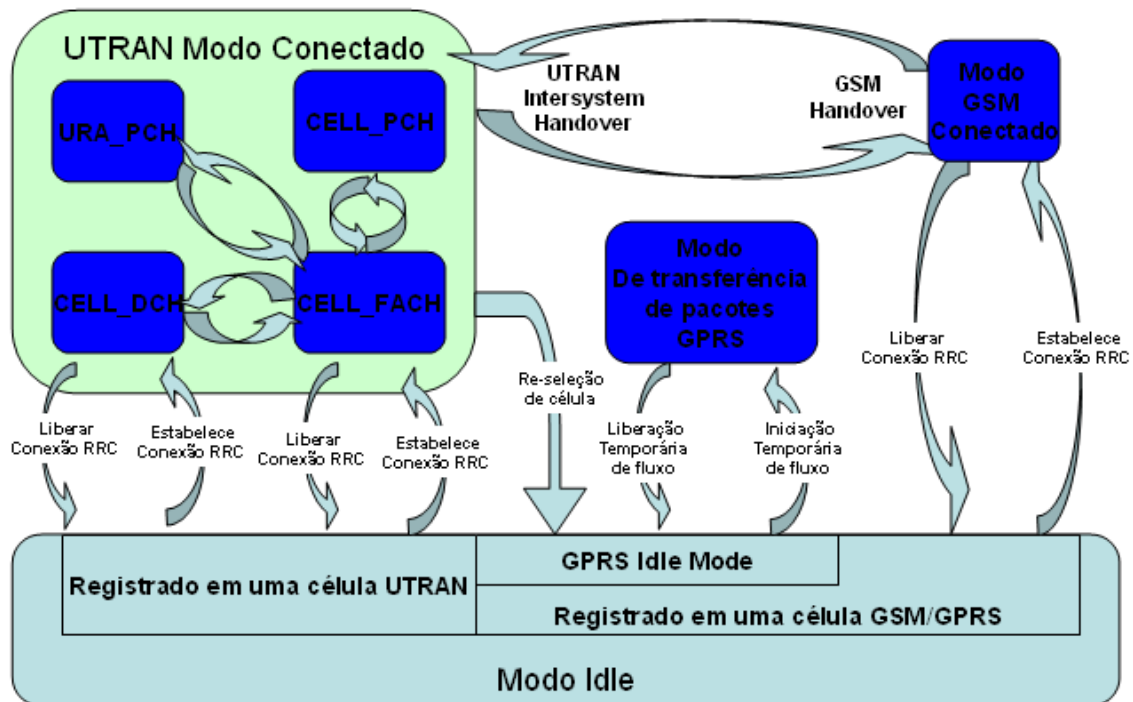 UTRAN Modo Conectado
URA_PCH
CELL_PCH
CELL_DCH
CELL_FACH
UTRAN
Intersystem
Handover
GSM
Handover
Modo
GSM
Conectado
Modo
De transferência
de pacotes
GPRS
Liberar
Conexão RRC
Estabelece
Conexão RRC
Liberar
Conexão RRC
Estabelece
Conexão RRC
Re-seleção
de célula
Liberação
Temporária
de fluxo
Iniciação
Temporária
de fluxo
Liberar
Conexão RRC
Estabelece
Conexão RRC
Registrado em uma célula UTRAN
GPRS Idle Mode
Registrado em uma célula GSM/GPRS
Modo Idle